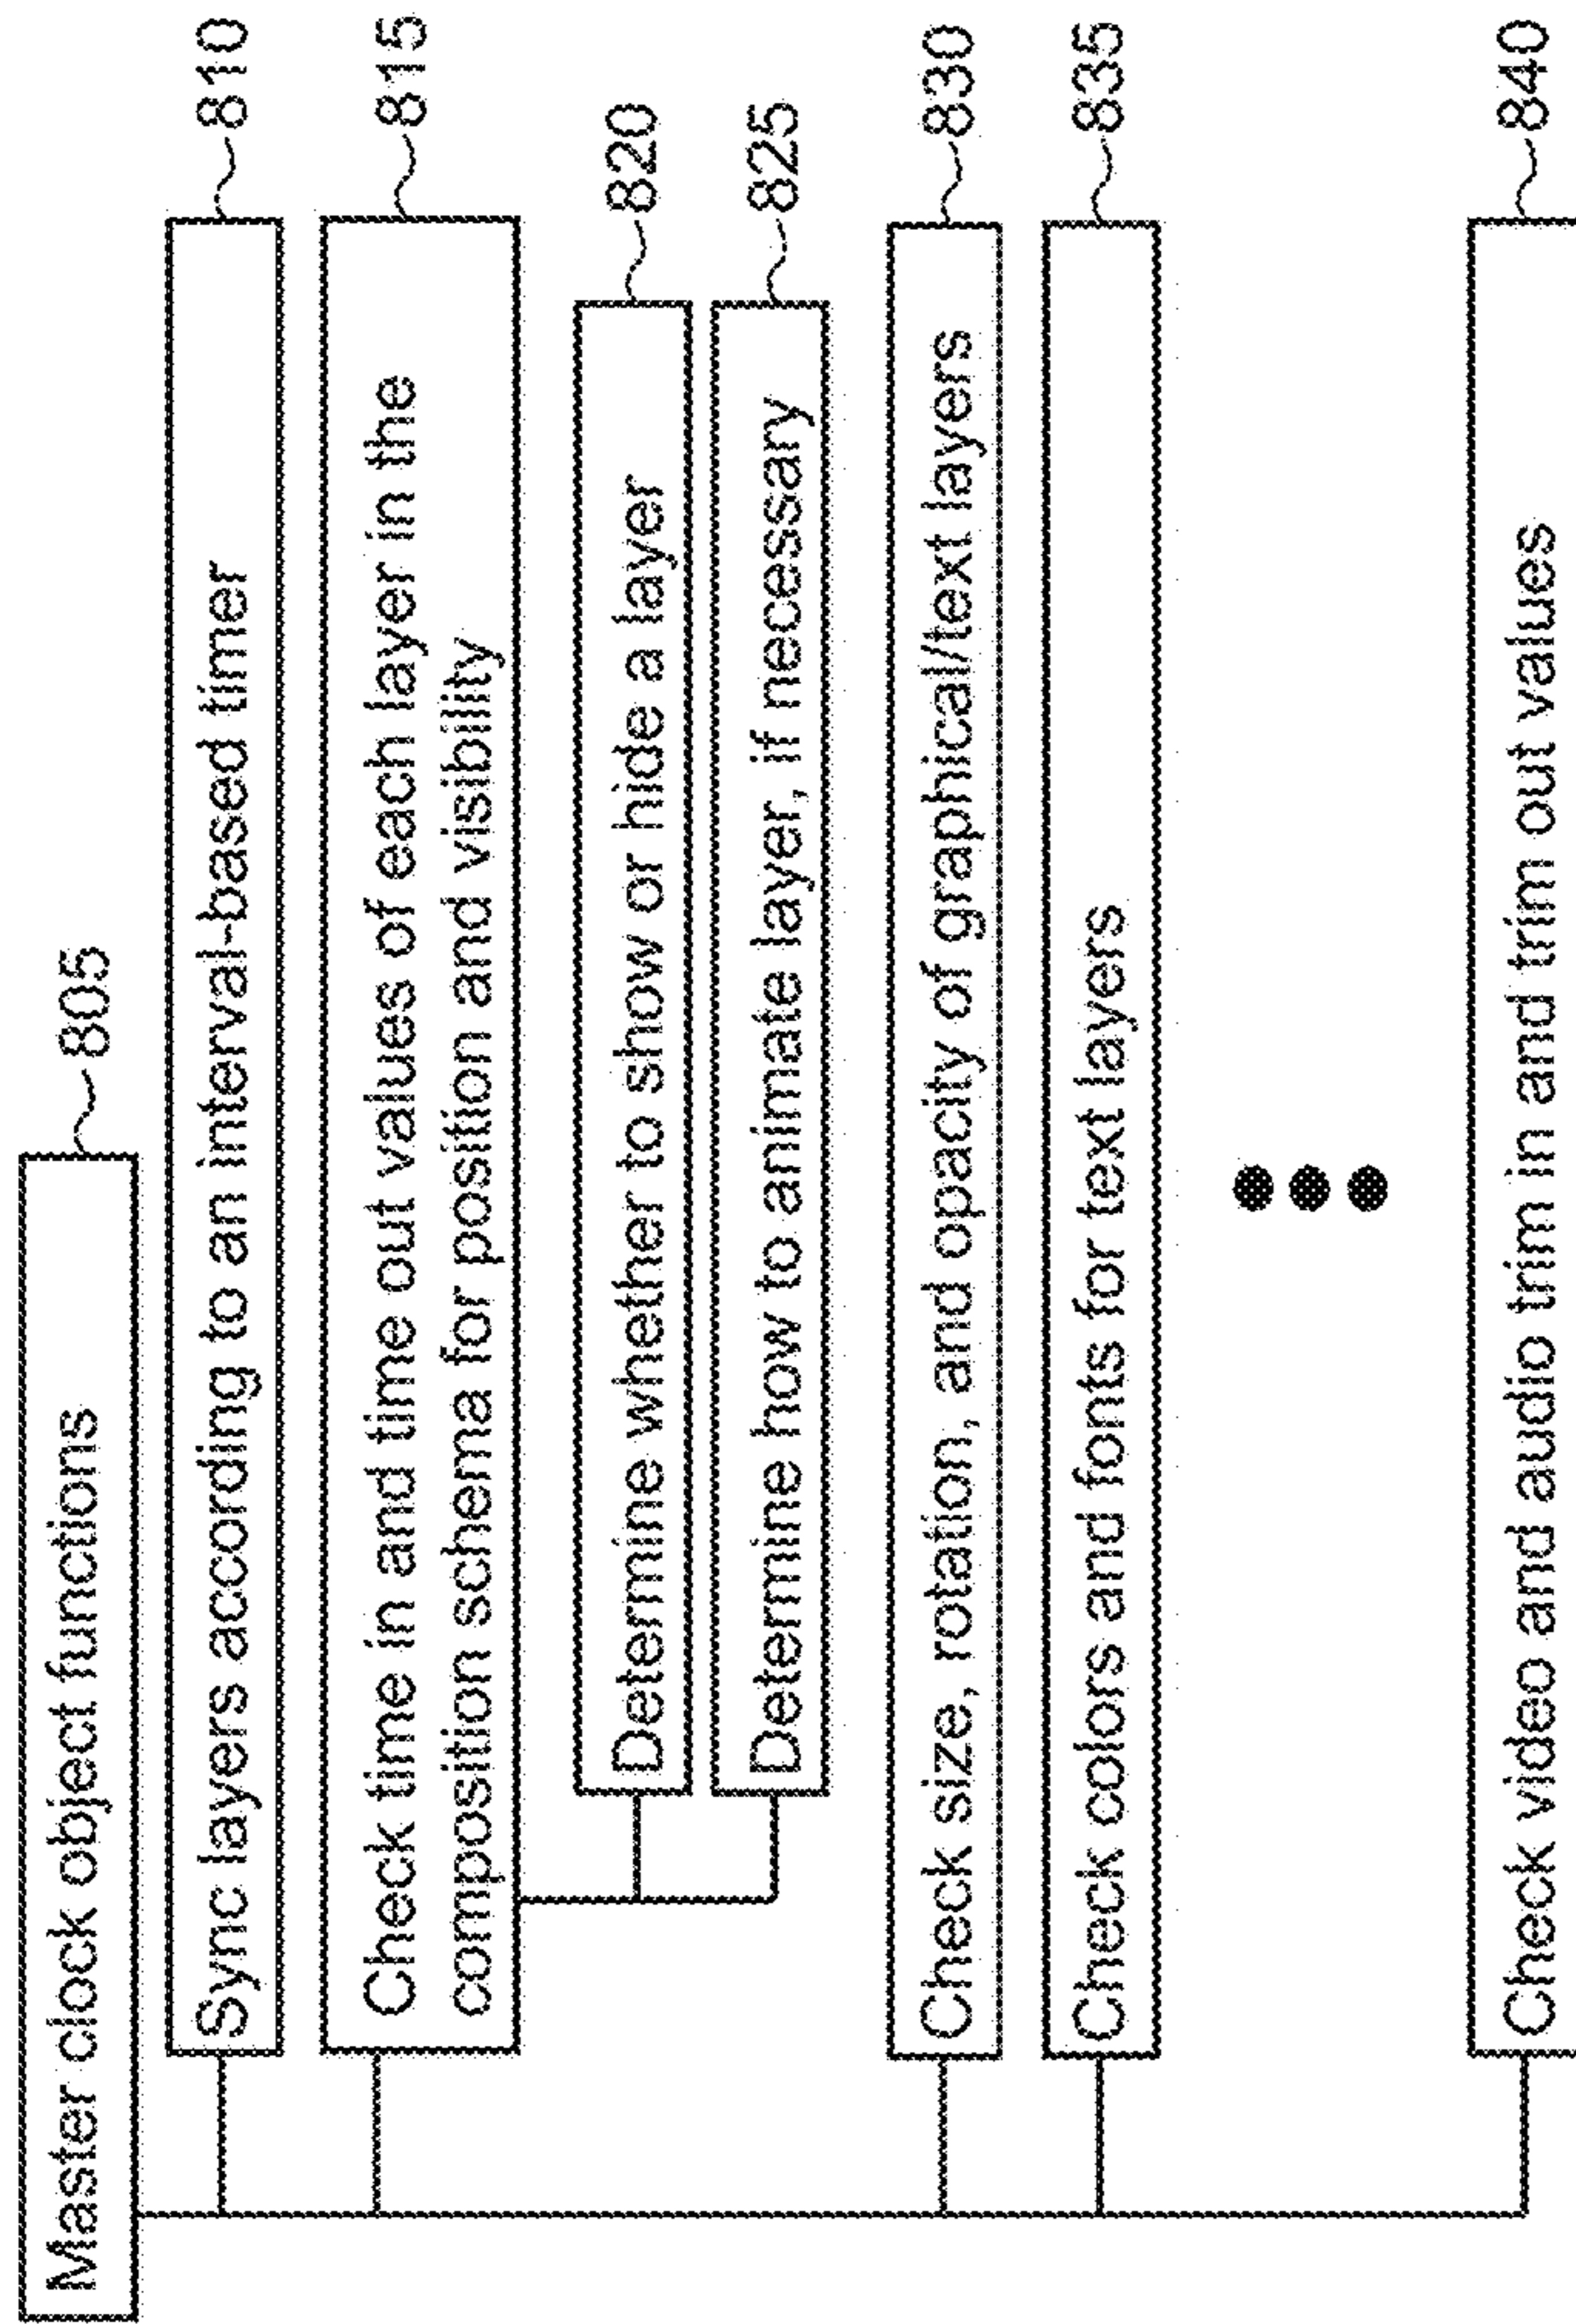 Master clock object functions
805
Sync layers according to an interval-based timer
810
Check time in and time out values of each layer in the
composition schema for position and visibility
815
Determine whether to show or hide a layer
820
Determine how to animate layer, if necessary
825
Check size, rotation, and opacity of graphical/text layers
830
Check colors and fonts for text layers
835
Check video and audio trim in and trim out values
840